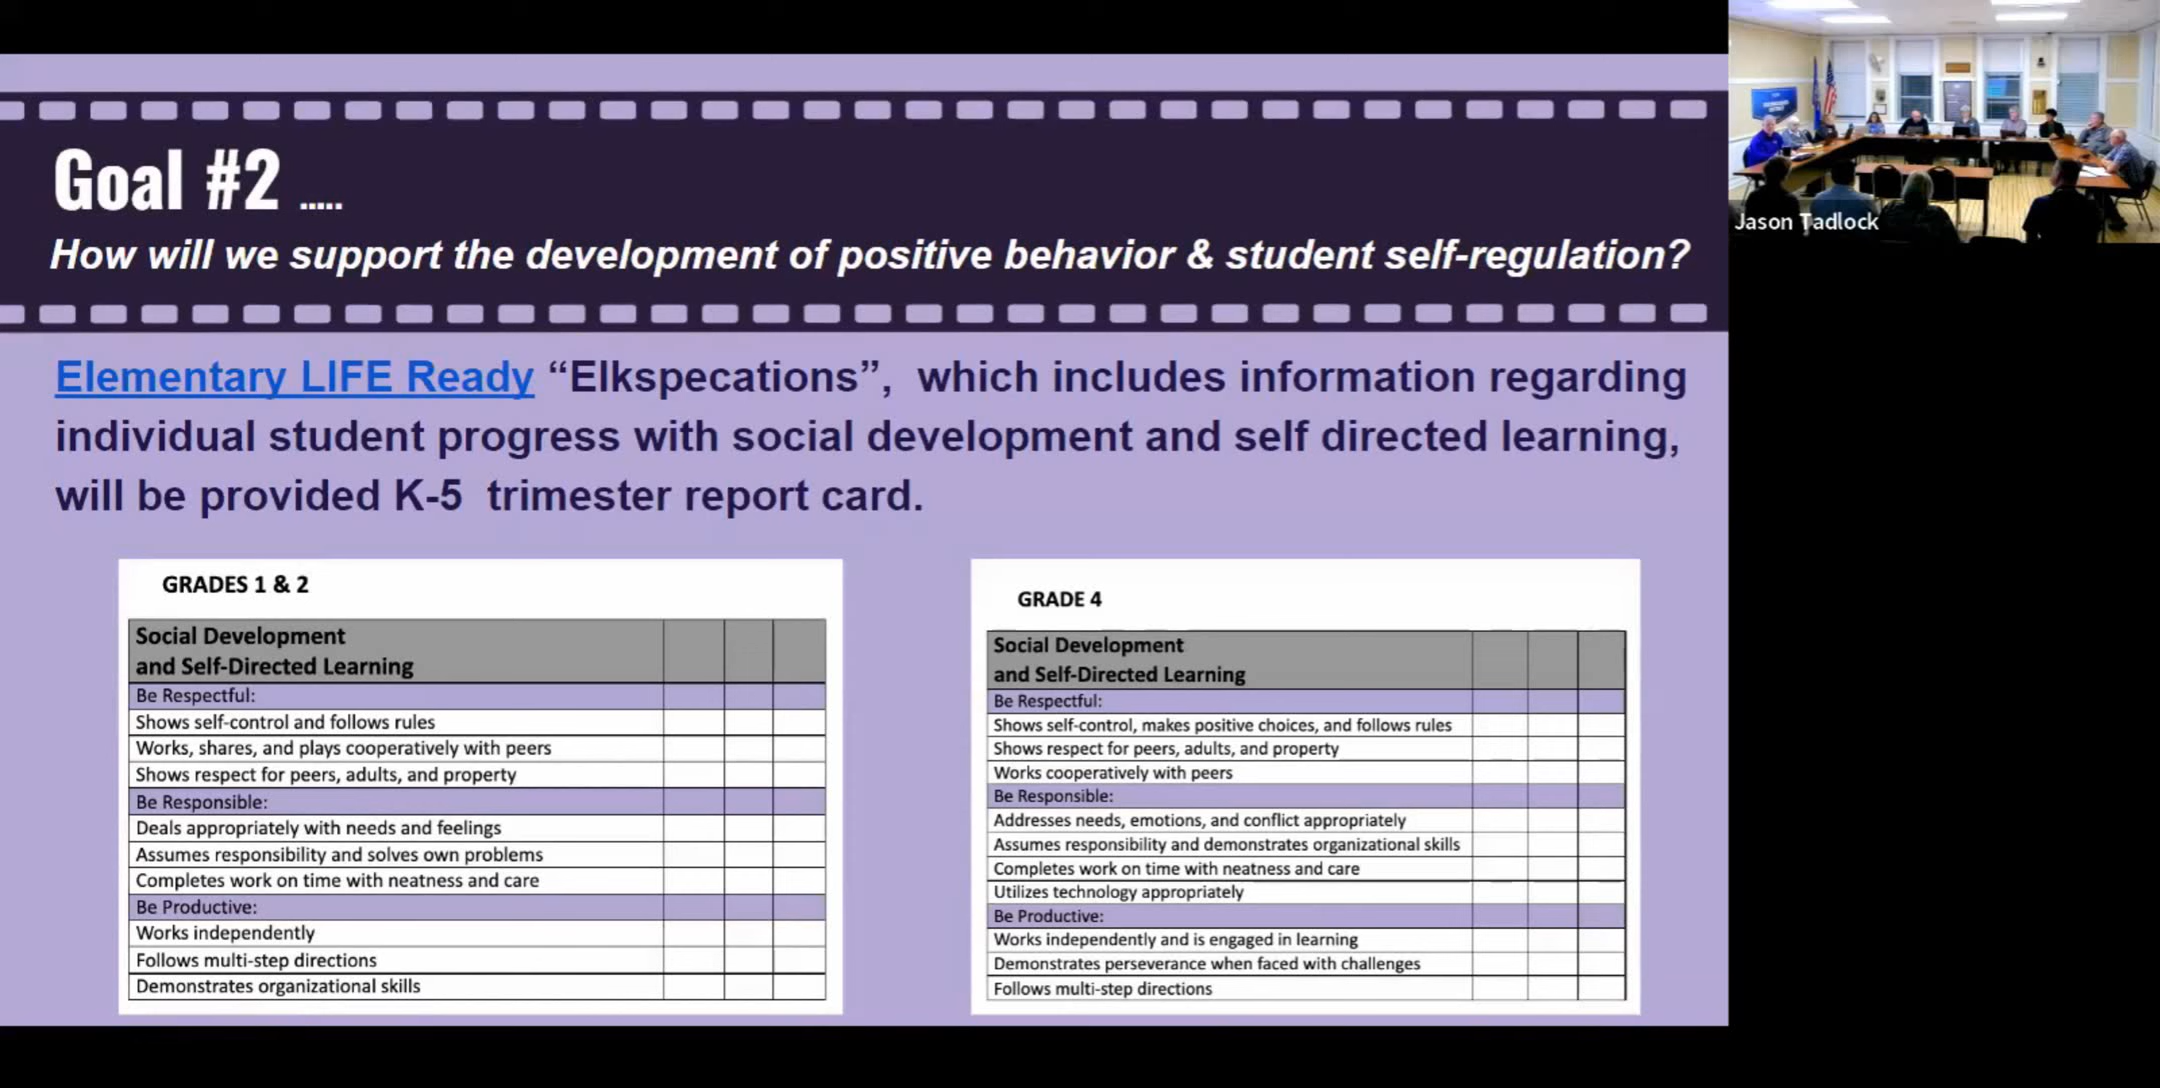 Goal #2 .....
How will we support the development of positive behavior & student self-regulation?
Elementary LIFE Ready “Elkspecations”, which includes information regarding
individual student progress with social development and self directed learning,
will be provided K-5 trimester report card.
GRADES 1 & 2
Social Development
and Self-Directed Learning
Be Respectful:
Shows self-control and follows rules
Works, shares, and plays cooperatively with peers
Shows respect for peers, adults, and property
Be Responsible:
Deals appropriately with needs and feelings
Assumes responsibility and solves own problems
Completes work on time with neatness and care
Be Productive:
Works independently
Follows multi-step directions
Demonstrates organizational skills
GRADE 4
Social Development
and Self-Directed Learning
Be Respectful:
Shows self-control, makes positive choices, and follows rules
Shows respect for peers, adults, and property
Works cooperatively with peers
Be Responsible:
Addresses needs, emotions, and conflict appropriately
Assumes responsibility and demonstrates organizational skills
Completes work on time with neatness and care
Utilizes technology appropriately
Be Productive:
Works independently and is engaged in learning
Demonstrates perseverance when faced with challenges
Follows multi-step directions
Jason Tadlock